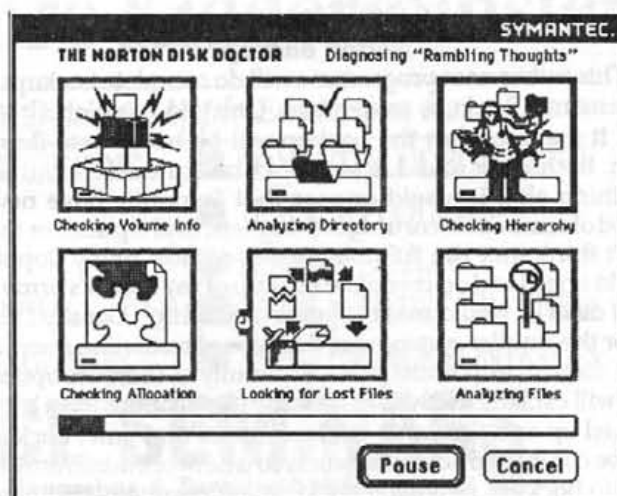 SYMANTEC.
THE NORTON DISK DOCTOR Diagnosing "Rambling Thoughts"
Checking Volume Info Analyzing Directory Checking Hierarchy
Checking Allocation Looking for Lost Files Analyzing Files
Pause Cancel